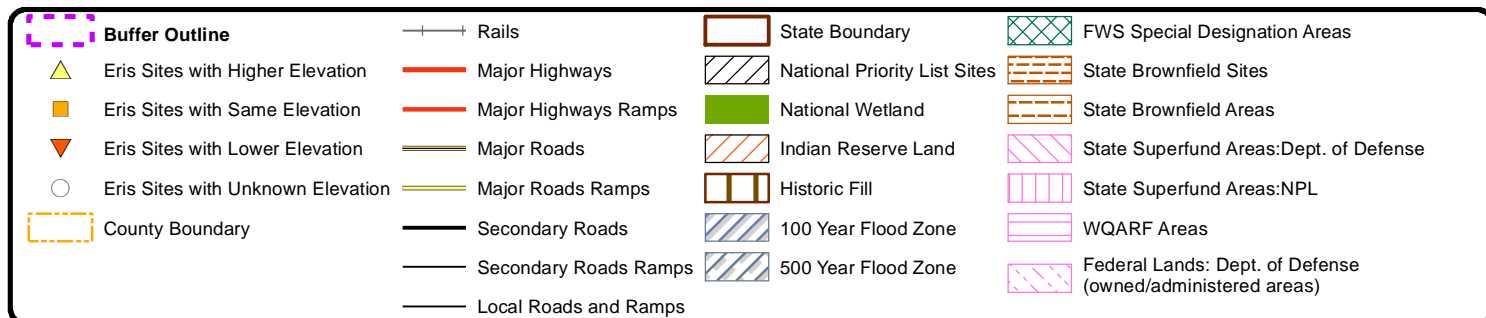 Buffer Outline
Eris Sites with Higher Elevation
Eris Sites with Same Elevation
Eris Sites with Lower Elevation
Eris Sites with Unknown Elevation
County Boundary
Rails
Major Highways
Major Highways Ramps
Major Roads
Major Roads Ramps
Secondary Roads
Secondary Roads Ramps
Local Roads and Ramps
State Boundary
National Priority List Sites
National Wetland
Indian Reserve Land
Historic Fill
100 Year Flood Zone
500 Year Flood Zone
FWS Special Designation Areas
State Brownfield Sites
State Brownfield Areas
State Superfund Areas:Dept. of Defense
State Superfund Areas:NPL
WQARF Areas
Federal Lands: Dept. of Defense
(owned/administered areas)